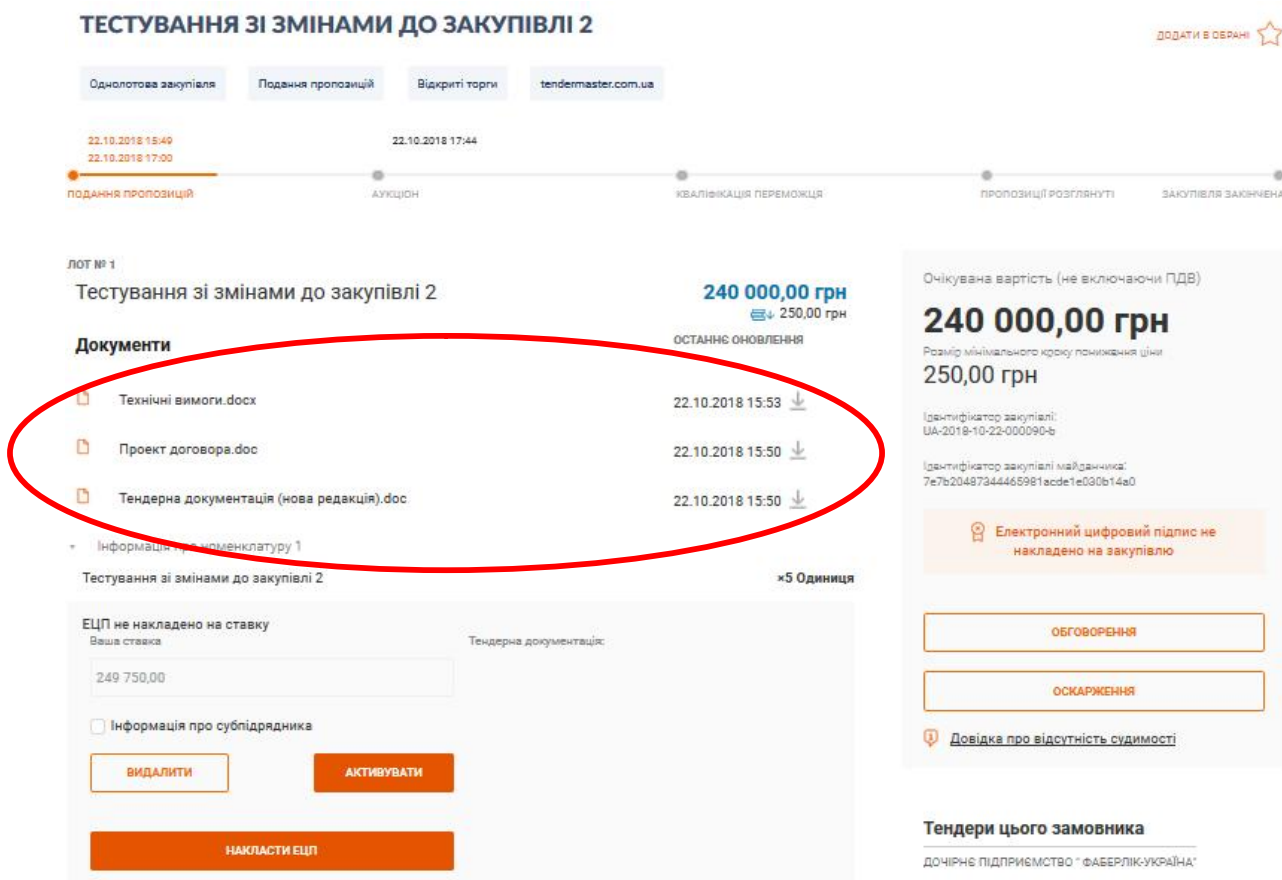 ТЕСТУВАННЯ ЗІ ЗМІНАМИ ДО ЗАКУПІВЛІ 2
ДОДАТИ В ОБРАНІ
Однолотова закупівля
Подання пропозицій
Відкриті торги
tendermaster.com.ua
22.10.2018 15:49
22.10.2018 17:00
22.10.2018 17:44
ПОДАННЯ ПРОПОЗИЦІЙ
АУКЦІОН
КВАЛІФІКАЦІЯ ПЕРЕМОЖЦЯ
ПРОПОЗИЦІЇ РОЗГЛЯНУТІ
ЗАКУПІВЛЯ ЗАКІНЧЕНА
ЛОТ № 1
Тестування зі змінами до закупівлі 2
240 000,00 грн
250,00 грн
Документи
ОСТАННЄ ОНОВЛЕННЯ
Технічні вимоги.docx
22.10.2018 15:53
Проект договора.doc
22.10.2018 15:50
Тендерна документація (нова редакція).doc
22.10.2018 15:50
Інформація про номенклатуру 1
Тестування зі змінами до закупівлі 2
×5 Одиниця
ЕЦП не накладено на ставку
Ваша ставка
Тендерна документація:
249 750,00
Інформація про субпідрядника
ВИДАЛИТИ
АКТИВУВАТИ
НАКЛАСТИ ЕЦП
Очікувана вартість (не включаючи ПДВ)
240 000,00 грн
Розмір мінімального кроку пониження ціни
250,00 грн
Ідентифікатор закупівлі:
UA-2018-10-22-000090-b
Ідентифікатор закупівлі майданчика:
7e7b20487344465981acde1e030b14a0
Електронний цифровий підпис не
накладено на закупівлю
ОБГОВОРЕННЯ
ОСКАРЖЕННЯ
Довідка про відсутність судимості
Тендери цього замовника
ДОЧІРНЄ ПІДПРИЄМСТВО " ФАБЕРЛІК-УКРАЇНА"